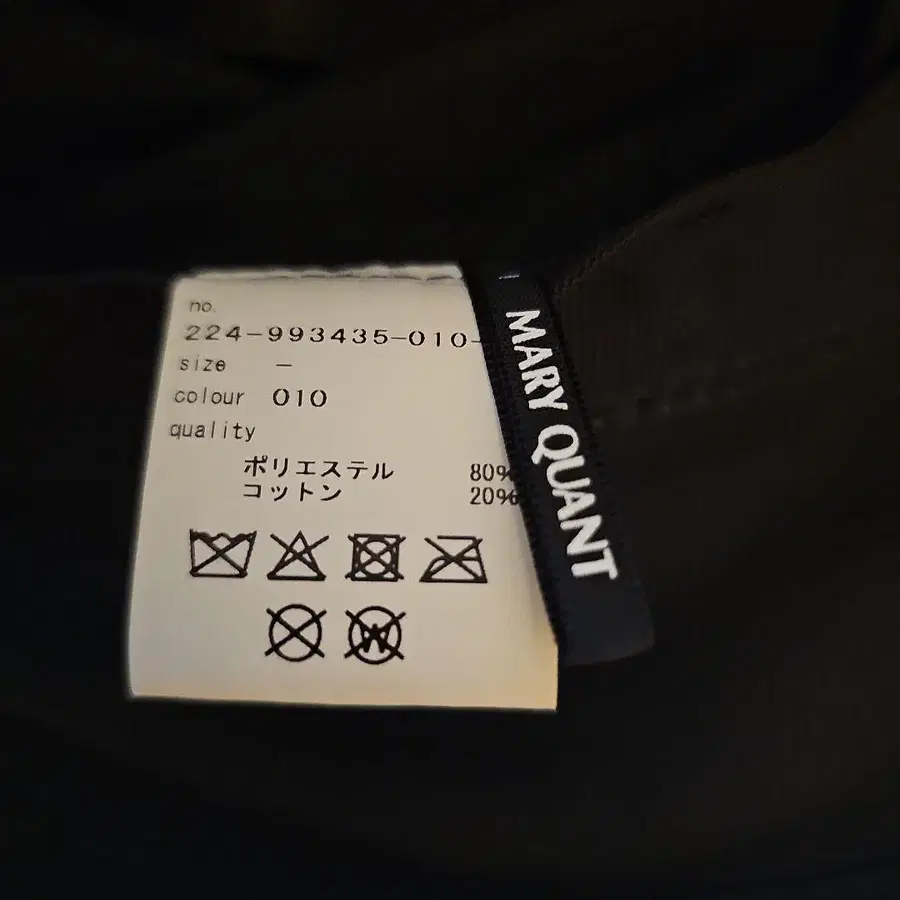 no.
224-993435-010-
size -
colour 010
quality
ポリエステル 80%
コットン 20%
MARY QUANT
W